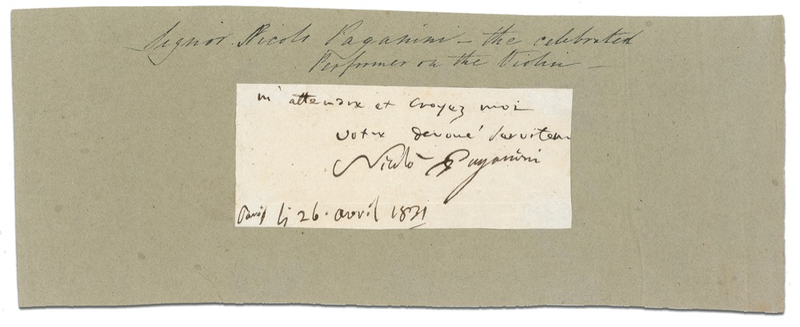 Signor Nicolo Paganini – the celebrated
Performer on the Violin –
m'attendre et croyez moi
votre devoué serviteur
Nicolò Paganini
Paris li 26. avril 1831